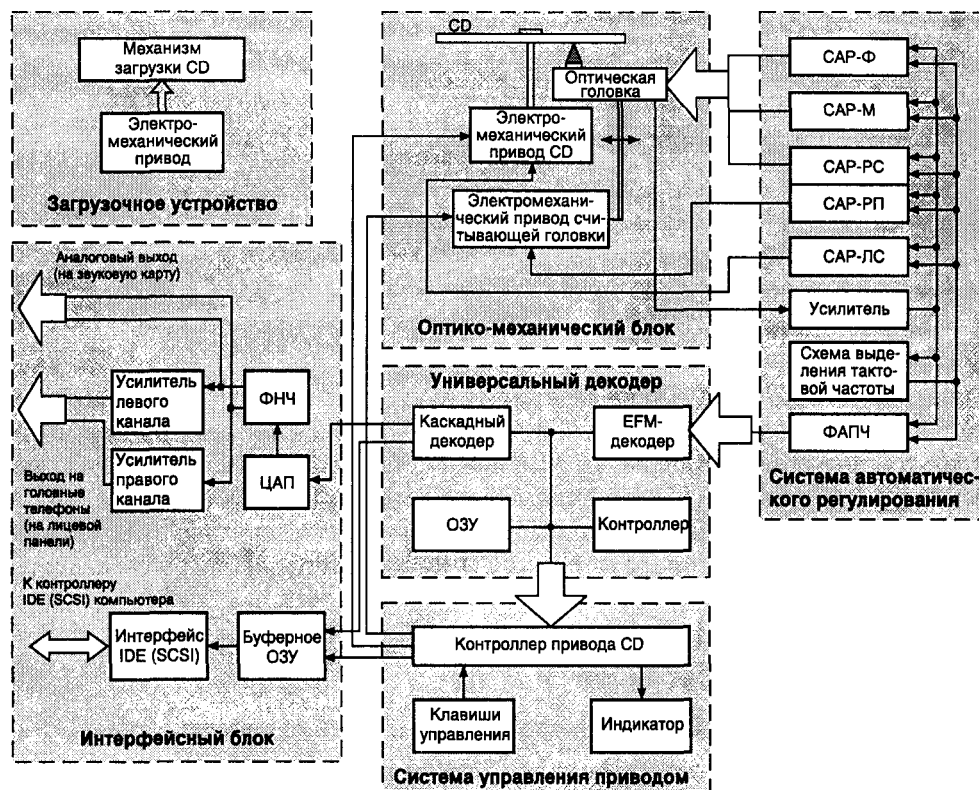 Механизм
загрузки CD
Электро-
механический
привод
Загрузочное устройство
CD
Оптическая
головка
Электро-
механический
привод CD
Электромехани-
ческий привод счи-
тывающей головки
Оптико-механический блок
САР-Ф
САР-М
САР-РС
САР-РП
САР-ЛС
Усилитель
Схема выде-
ления такто-
вой частоты
ФАПЧ
Система автоматичес-
кого регулирования
Аналоговый выход
(на звуковую карту)
Усилитель
левого
канала
ФНЧ
Усилитель
правого
канала
ЦАП
Выход на
головные
телефоны
(на лицевой
панели)
К контроллеру
IDE (SCSI) компьютера
Интерфейс
IDE (SCSI)
Буферное
ОЗУ
Интерфейсный блок
Универсальный декодер
Каскадный
декодер
EFM-
декодер
ОЗУ
Контроллер
Контроллер привода CD
Клавиши
управления
Индикатор
Система управления приводом